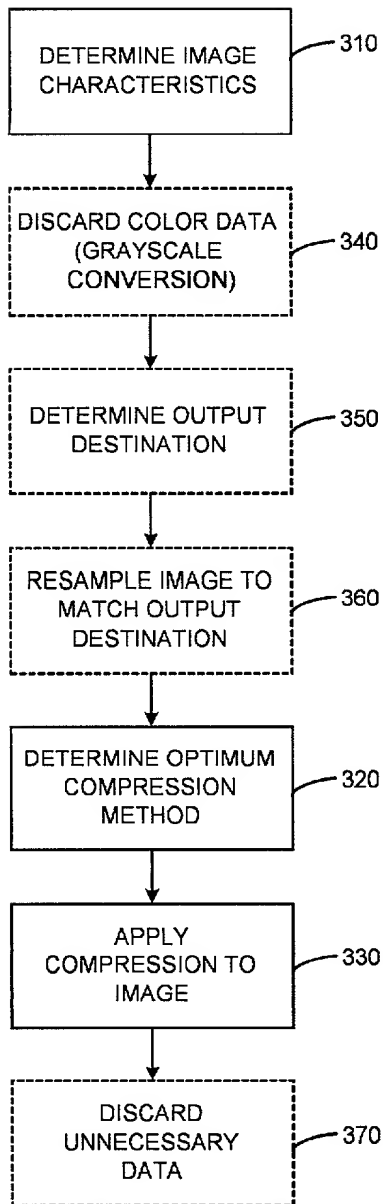 DETERMINE IMAGE
CHARACTERISTICS
310
DISCARD COLOR DATA
(GRAYSCALE
CONVERSION)
340
DETERMINE OUTPUT
DESTINATION
350
RESAMPLE IMAGE TO
MATCH OUTPUT
DESTINATION
360
DETERMINE OPTIMUM
COMPRESSION
METHOD
320
APPLY
COMPRESSION TO
IMAGE
330
DISCARD
UNNECESSARY
DATA
370